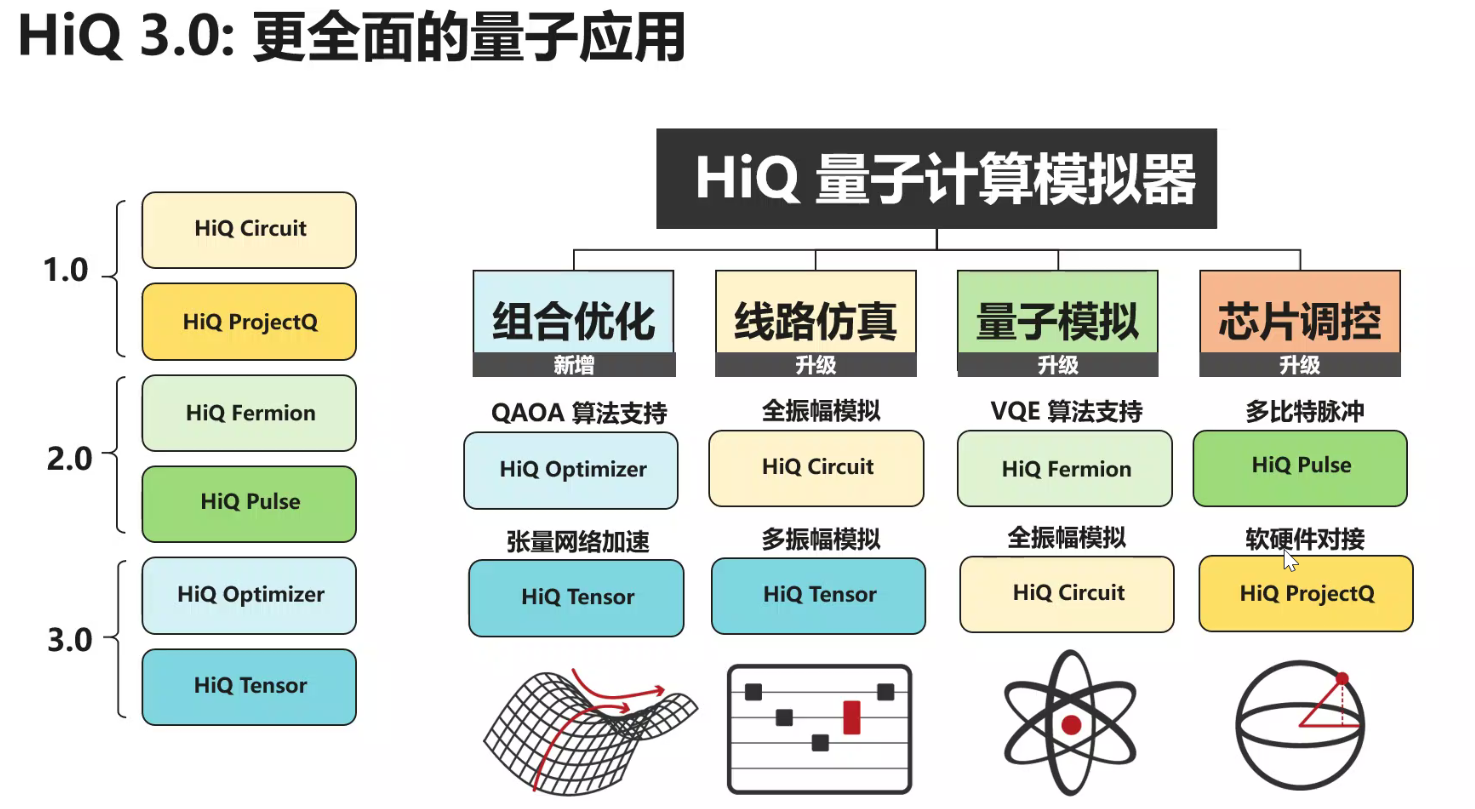 HiQ 3.0: 更全面的量子应用
HiQ 量子计算模拟器
1.0
HiQ Circuit
HiQ ProjectQ
2.0
HiQ Fermion
HiQ Pulse
3.0
HiQ Optimizer
HiQ Tensor
组合优化
新增
QAOA 算法支持
HiQ Optimizer
张量网络加速
HiQ Tensor
线路仿真
升级
全振幅模拟
HiQ Circuit
多振幅模拟
HiQ Tensor
量子模拟
升级
VQE 算法支持
HiQ Fermion
全振幅模拟
HiQ Circuit
芯片调控
升级
多比特脉冲
HiQ Pulse
软硬件对接
HiQ ProjectQ